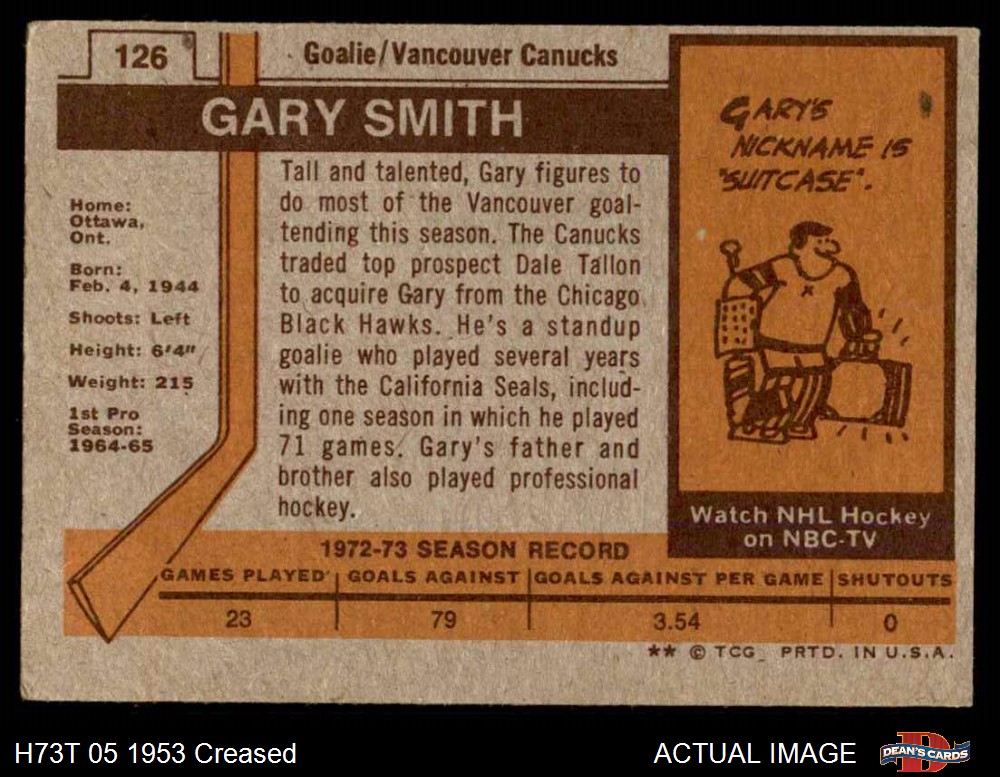 126
Goalie/Vancouver Canucks
GARY SMITH
Home:
Ottawa,
Ont.
Born:
Feb. 4, 1944
Shoots: Left
Height: 6'4"
Weight: 215
1st Pro
Season:
1964-65
Tall and talented, Gary figures to
do most of the Vancouver goal-
tending this season. The Canucks
traded top prospect Dale Tallon
to acquire Gary from the Chicago
Black Hawks. He's a standup
goalie who played several years
with the California Seals, includ-
ing one season in which he played
71 games. Gary's father and
brother also played professional
hockey.
GARY'S
NICKNAME IS
"SUITCASE".
Watch NHL Hockey
on NBC-TV
1972-73 SEASON RECORD
GAMES PLAYED GOALS AGAINST GOALS AGAINST PER GAME SHUTOUTS
23 79 3.54 0
** © TCG PRTD. IN U.S.A.
H73T 05 1953 Creased
ACTUAL IMAGE
DEAN'S CARDS